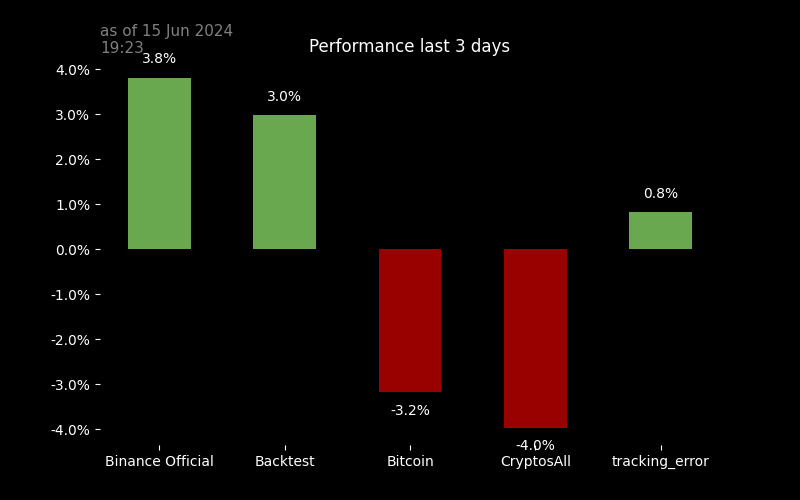 as of 15 Jun 2024
19:23
Performance last 3 days
3.8%
3.0%
0.8%
-3.2%
-4.0%
4.0%
3.0%
2.0%
1.0%
0.0%
-1.0%
-2.0%
-3.0%
-4.0%
Binance Official
Backtest
Bitcoin
CryptosAll
tracking_error